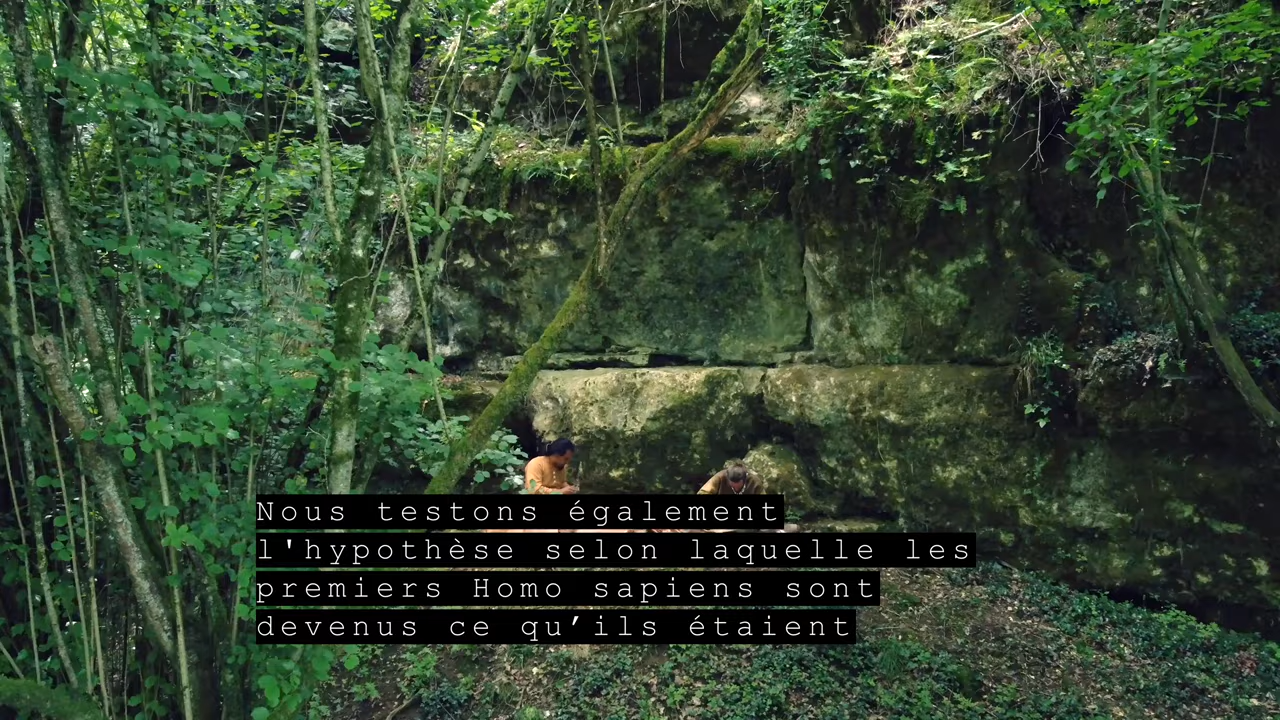 Nous testons également
l'hypothèse selon laquelle les
premiers Homo sapiens sont
devenus ce qu’ils étaient